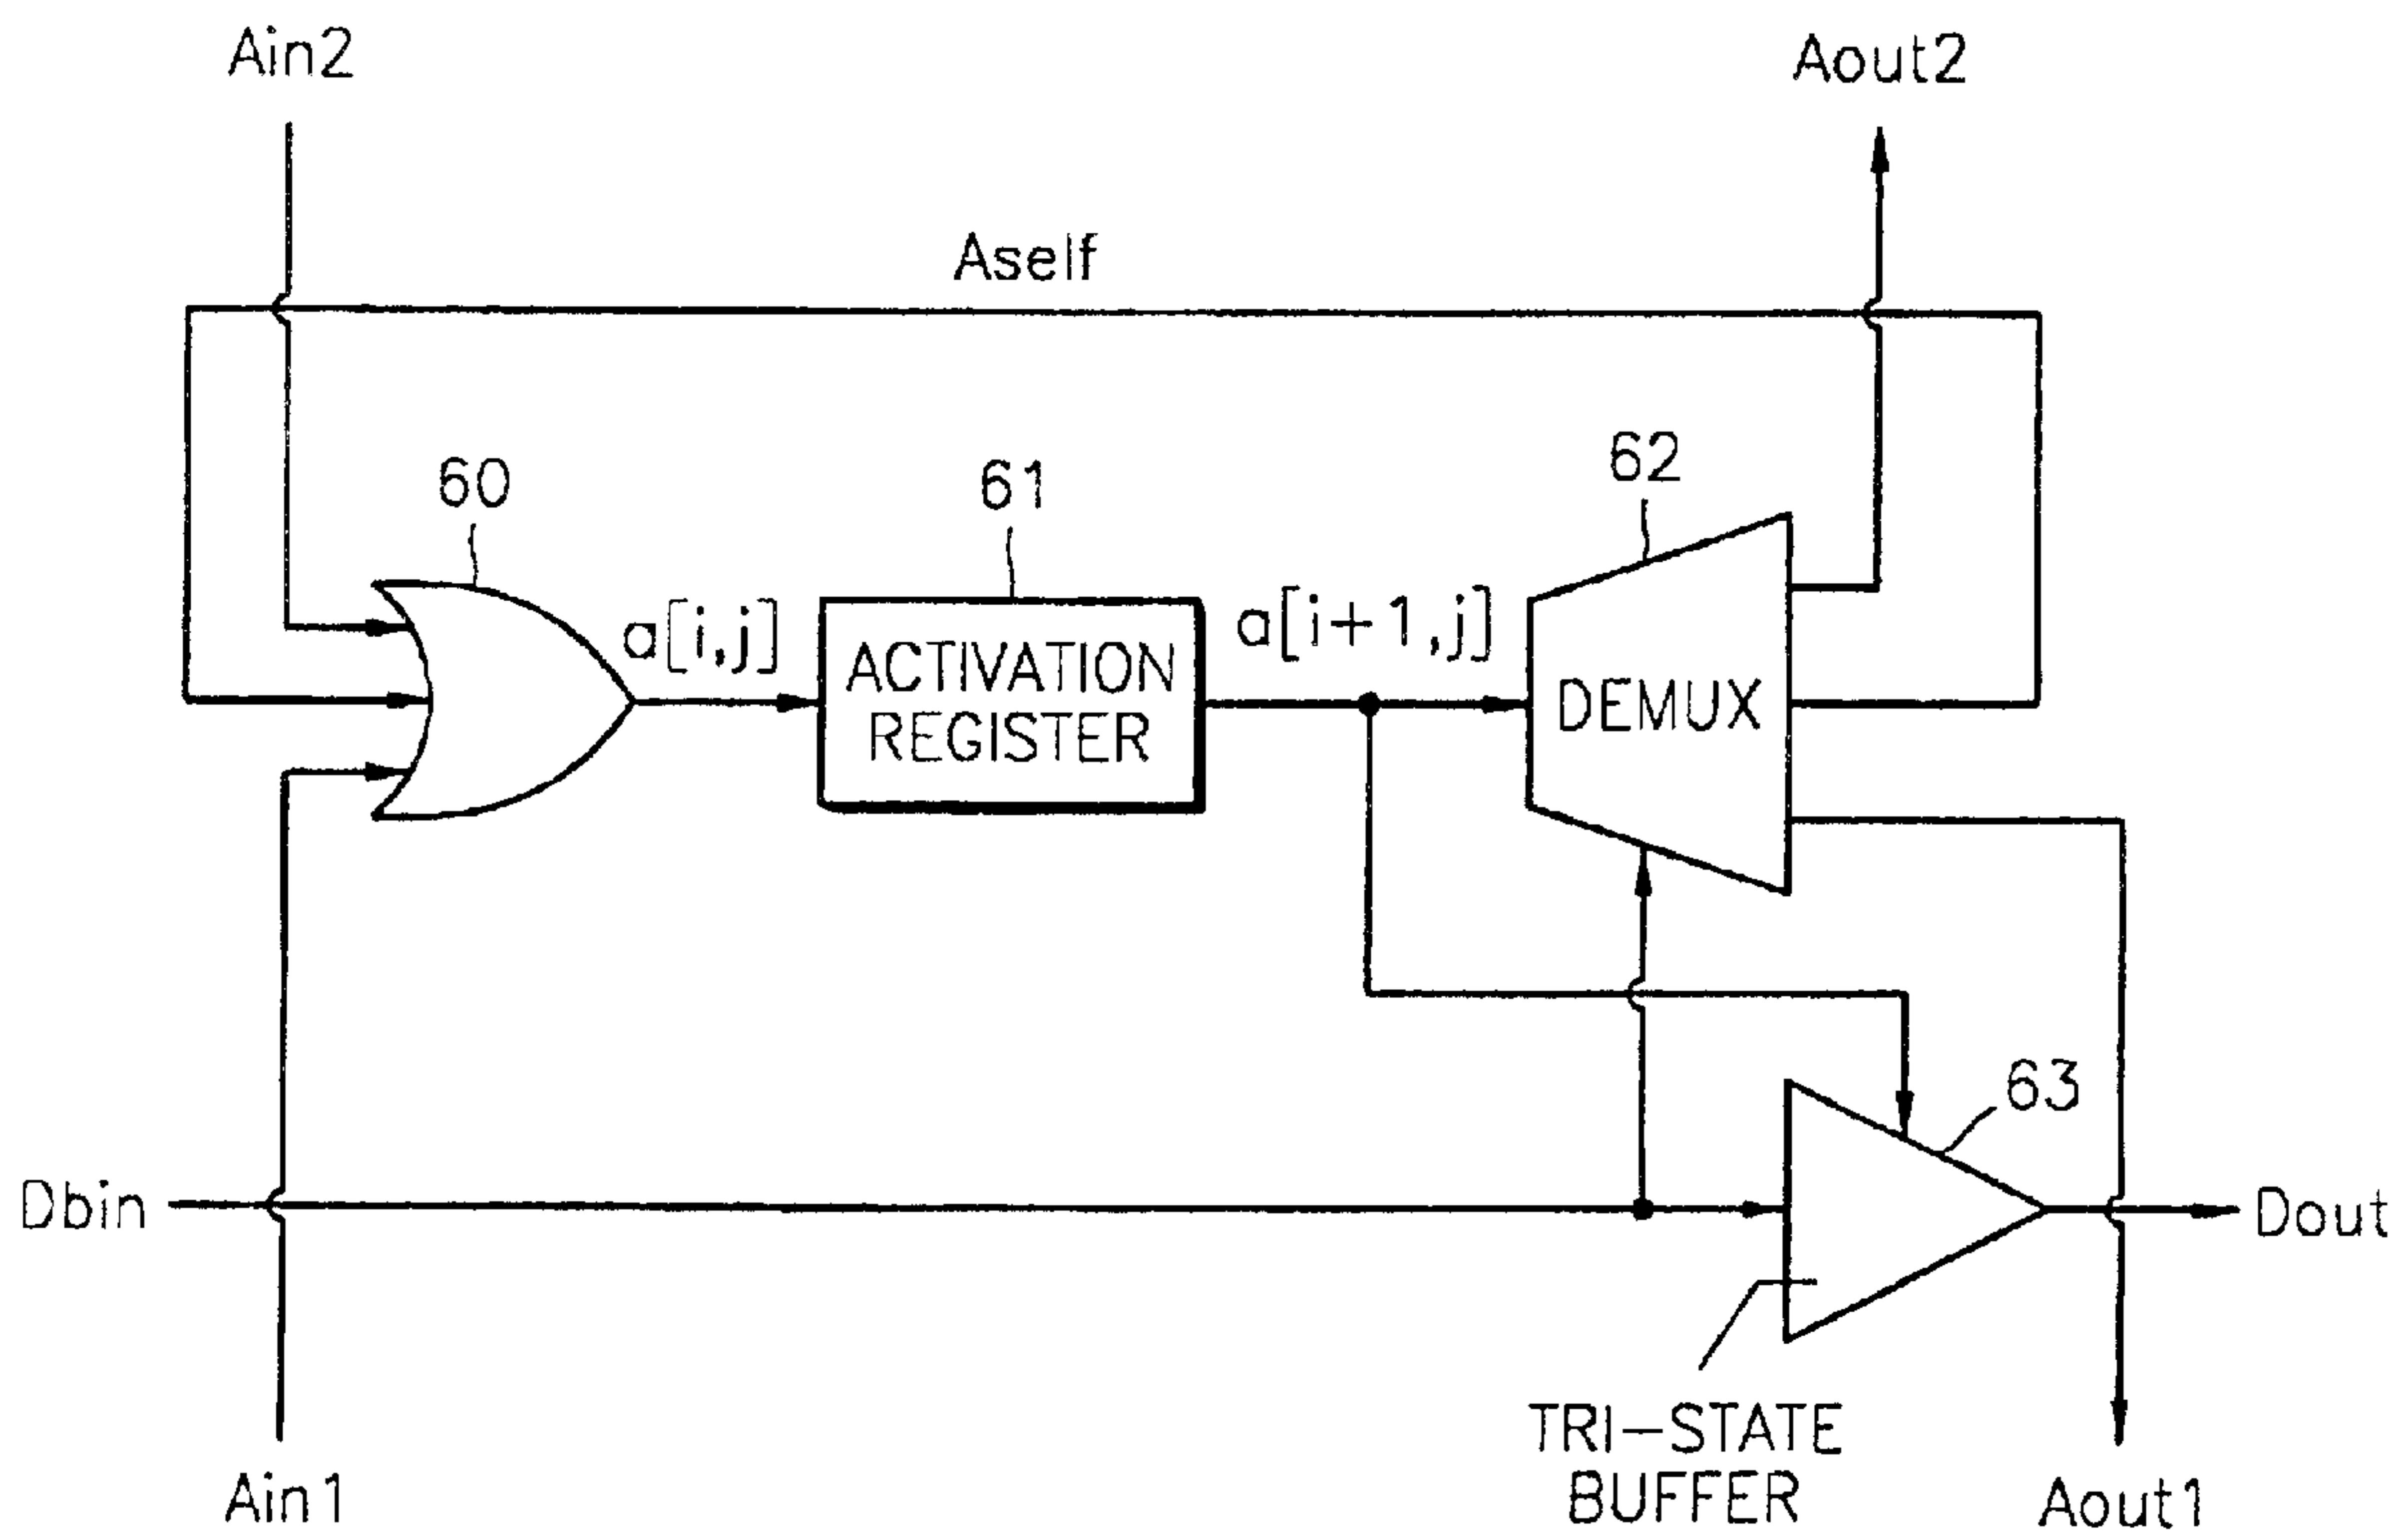 Ain2
Aout2
Aself
60
61
62
a[i,j]
ACTIVATION
REGISTER
a[i+1,j]
DEMUX
63
Dbin
Dout
TRI-STATE
BUFFER
Ain1
Aout1